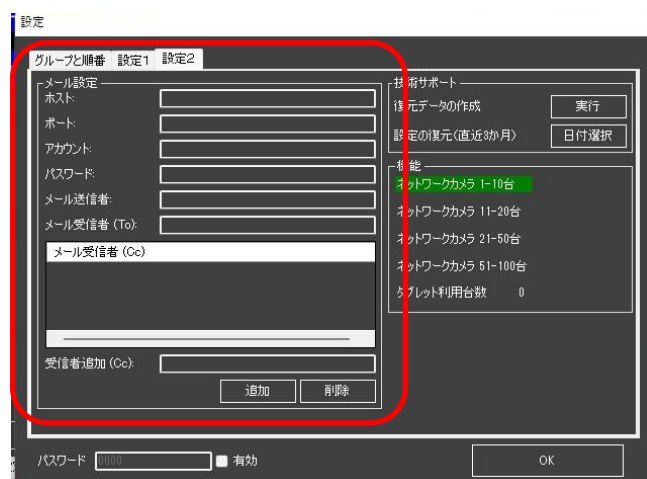 設定
グループと順番 設定1 設定2
メール設定
ホスト:
ポート:
アカウント:
パスワード:
メール送信者:
メール受信者 (To):
メール受信者 (Cc)
受信者追加 (Cc):
追加 削除
技術サポート
復元データの作成 実行
設定の復元(直近3か月) 日付選択
機能
ネットワークカメラ 1-10台
ネットワークカメラ 11-20台
ネットワークカメラ 21-50台
ネットワークカメラ 51-100台
タブレット利用台数 0
パスワード 0000 有効 OK